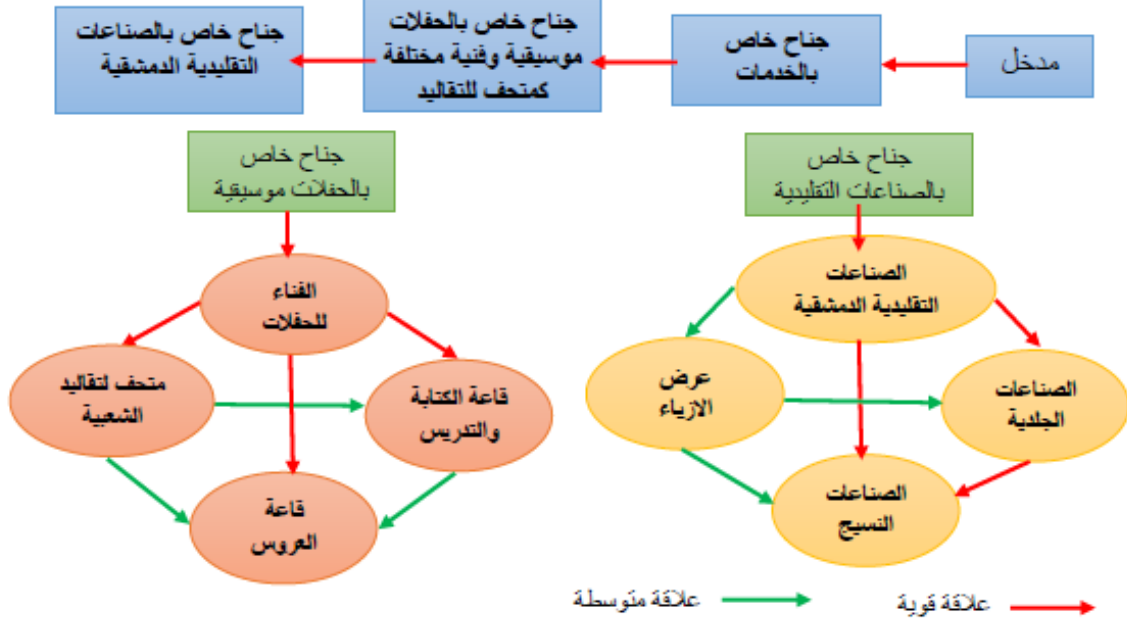 مدخل
جناح خاص
بالخدمات
جناح خاص بالحفلات
موسيقية وفنية مختلفة
كمتحف للتقاليد
جناح خاص بالصناعات
التقليدية الدمشقية
جناح خاص
بالصناعات التقليدية
الصناعات
التقليدية الدمشقية
عرض
الازياء
الصناعات
الجلدية
الصناعات
النسيج
جناح خاص
بالحفلات موسيقية
الفناء
للحفلات
متحف لتقاليد
الشعبية
قاعة الكتابة
والتدريس
قاعة
العروس
علاقة قوية
علاقة متوسطة